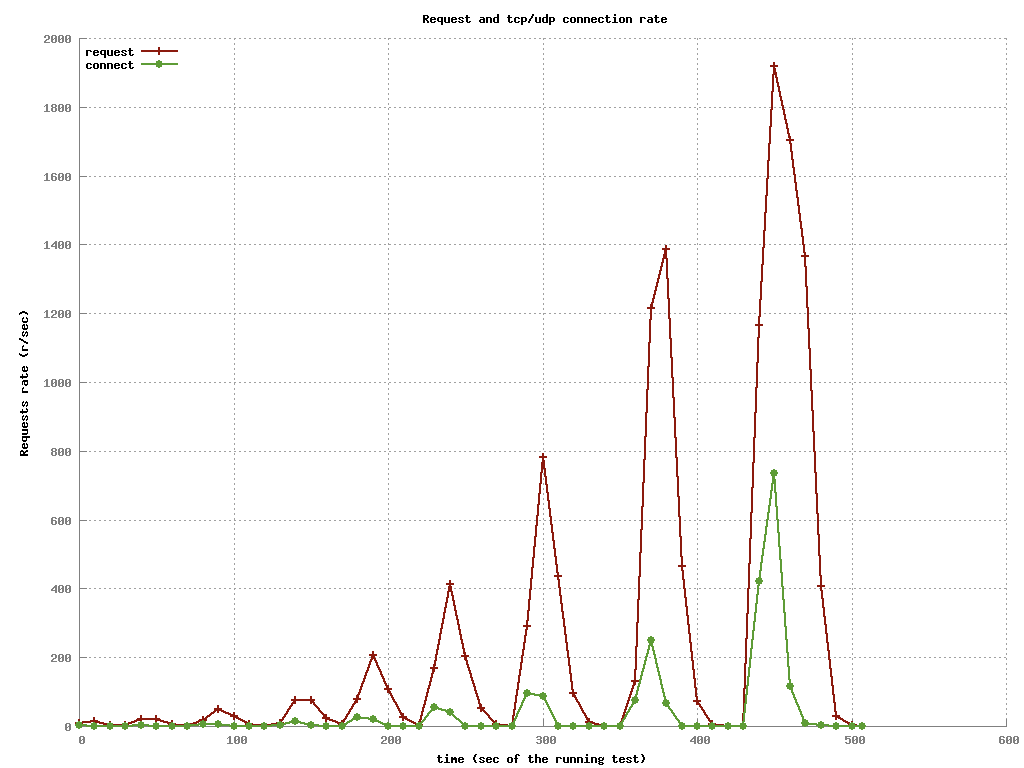 Request and tcp/udp connection rate
2000
request
connect
1800
1600
1400
1200
1000
800
600
400
200
0
Requests rate (r/sec)
0 100 200 300 400 500 600
time (sec of the running test)